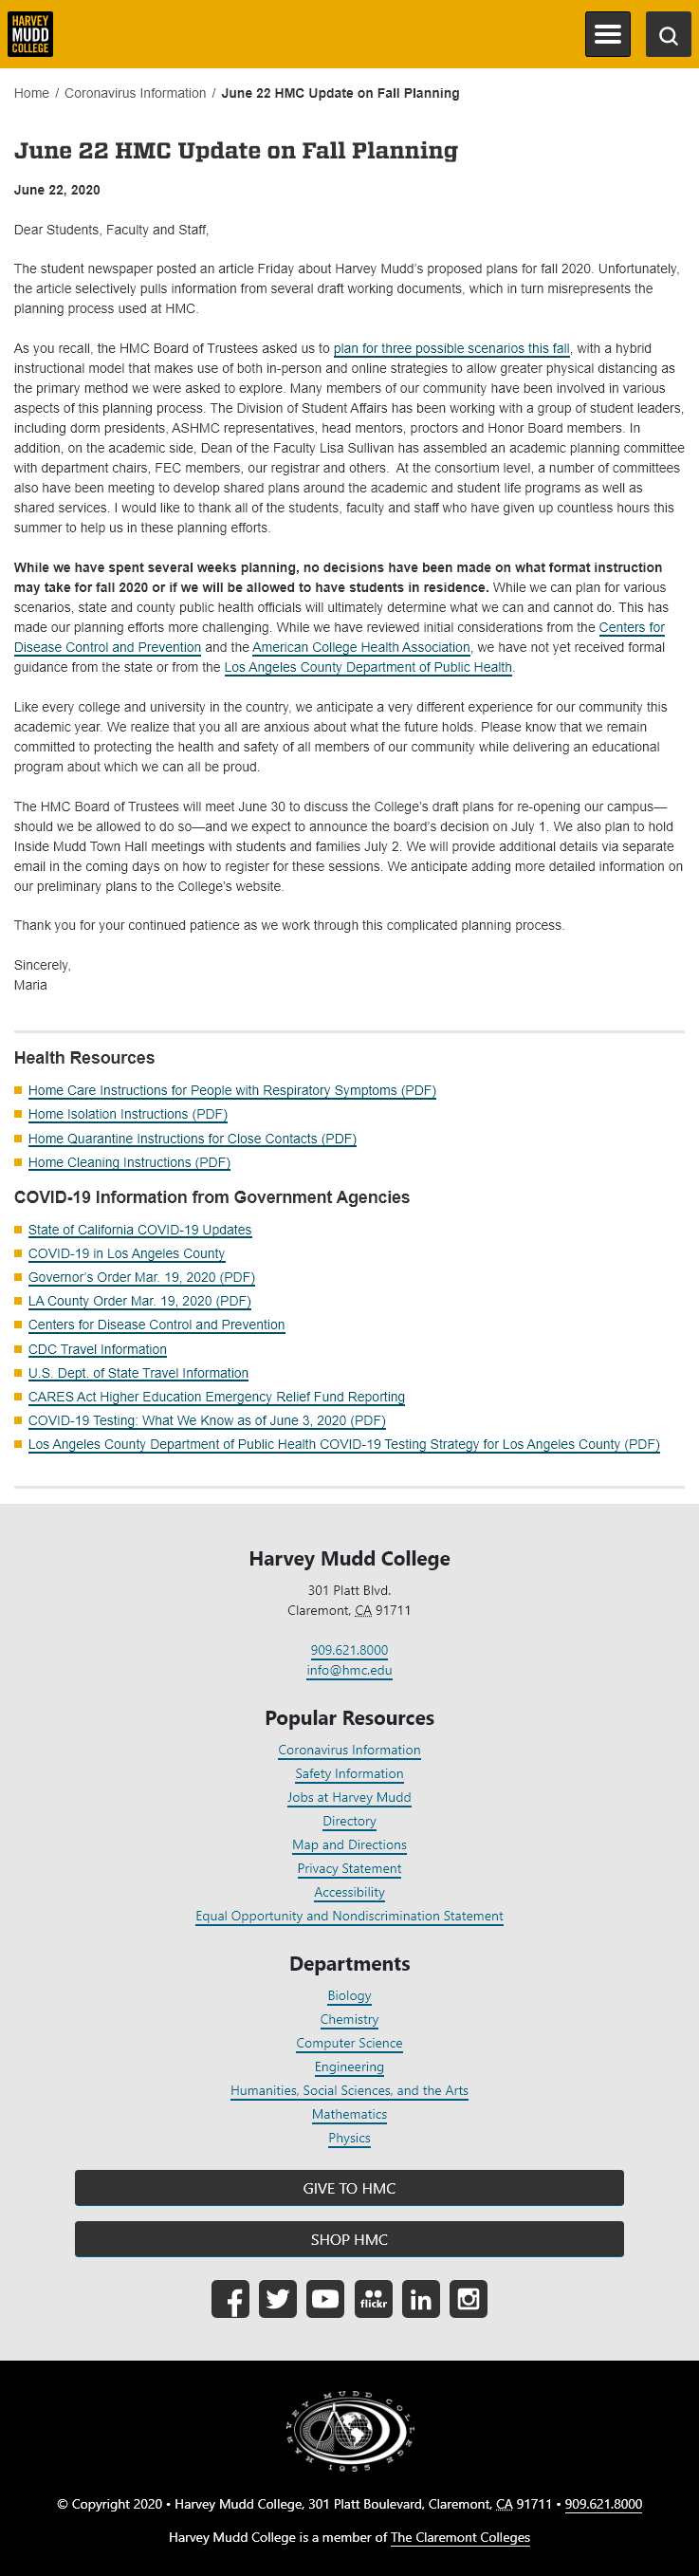 HARVEY
MUDD
COLLEGE
Home / Coronavirus Information / June 22 HMC Update on Fall Planning
June 22 HMC Update on Fall Planning
June 22, 2020
Dear Students, Faculty and Staff,
The student newspaper posted an article Friday about Harvey Mudd’s proposed plans for fall 2020. Unfortunately,
the article selectively pulls information from several draft working documents, which in turn misrepresents the
planning process used at HMC.
As you recall, the HMC Board of Trustees asked us to plan for three possible scenarios this fall, with a hybrid
instructional model that makes use of both in-person and online strategies to allow greater physical distancing as
the primary method we were asked to explore. Many members of our community have been involved in various
aspects of this planning process. The Division of Student Affairs has been working with a group of student leaders,
including dorm presidents, ASHMC representatives, head mentors, proctors and Honor Board members. In
addition, on the academic side, Dean of the Faculty Lisa Sullivan has assembled an academic planning committee
with department chairs, FEC members, our registrar and others.  At the consortium level, a number of committees
also have been meeting to develop shared plans around the academic and student life programs as well as
shared services. I would like to thank all of the students, faculty and staff who have given up countless hours this
summer to help us in these planning efforts.
While we have spent several weeks planning, no decisions have been made on what format instruction
may take for fall 2020 or if we will be allowed to have students in residence. While we can plan for various
scenarios, state and county public health officials will ultimately determine what we can and cannot do. This has
made our planning efforts more challenging. While we have reviewed initial considerations from the Centers for
Disease Control and Prevention and the American College Health Association, we have not yet received formal
guidance from the state or from the Los Angeles County Department of Public Health.
Like every college and university in the country, we anticipate a very different experience for our community this
academic year. We realize that you all are anxious about what the future holds. Please know that we remain
committed to protecting the health and safety of all members of our community while delivering an educational
program about which we can all be proud.
The HMC Board of Trustees will meet June 30 to discuss the College’s draft plans for re-opening our campus—
should we be allowed to do so—and we expect to announce the board’s decision on July 1. We also plan to hold
Inside Mudd Town Hall meetings with students and families July 2. We will provide additional details via separate
email in the coming days on how to register for these sessions. We anticipate adding more detailed information on
our preliminary plans to the College’s website.
Thank you for your continued patience as we work through this complicated planning process.
Sincerely,
Maria
Health Resources
Home Care Instructions for People with Respiratory Symptoms (PDF)
Home Isolation Instructions (PDF)
Home Quarantine Instructions for Close Contacts (PDF)
Home Cleaning Instructions (PDF)
COVID-19 Information from Government Agencies
State of California COVID-19 Updates
COVID-19 in Los Angeles County
Governor’s Order Mar. 19, 2020 (PDF)
LA County Order Mar. 19, 2020 (PDF)
Centers for Disease Control and Prevention
CDC Travel Information
U.S. Dept. of State Travel Information
CARES Act Higher Education Emergency Relief Fund Reporting
COVID-19 Testing: What We Know as of June 3, 2020 (PDF)
Los Angeles County Department of Public Health COVID-19 Testing Strategy for Los Angeles County (PDF)
Harvey Mudd College
301 Platt Blvd.
Claremont, CA 91711
909.621.8000
info@hmc.edu
Popular Resources
Coronavirus Information
Safety Information
Jobs at Harvey Mudd
Directory
Map and Directions
Privacy Statement
Accessibility
Equal Opportunity and Nondiscrimination Statement
Departments
Biology
Chemistry
Computer Science
Engineering
Humanities, Social Sciences, and the Arts
Mathematics
Physics
GIVE TO HMC
SHOP HMC
flickr
in
HARVEY MUDD COLLEGE
1955
© Copyright 2020 • Harvey Mudd College, 301 Platt Boulevard, Claremont, CA 91711 • 909.621.8000
Harvey Mudd College is a member of The Claremont Colleges